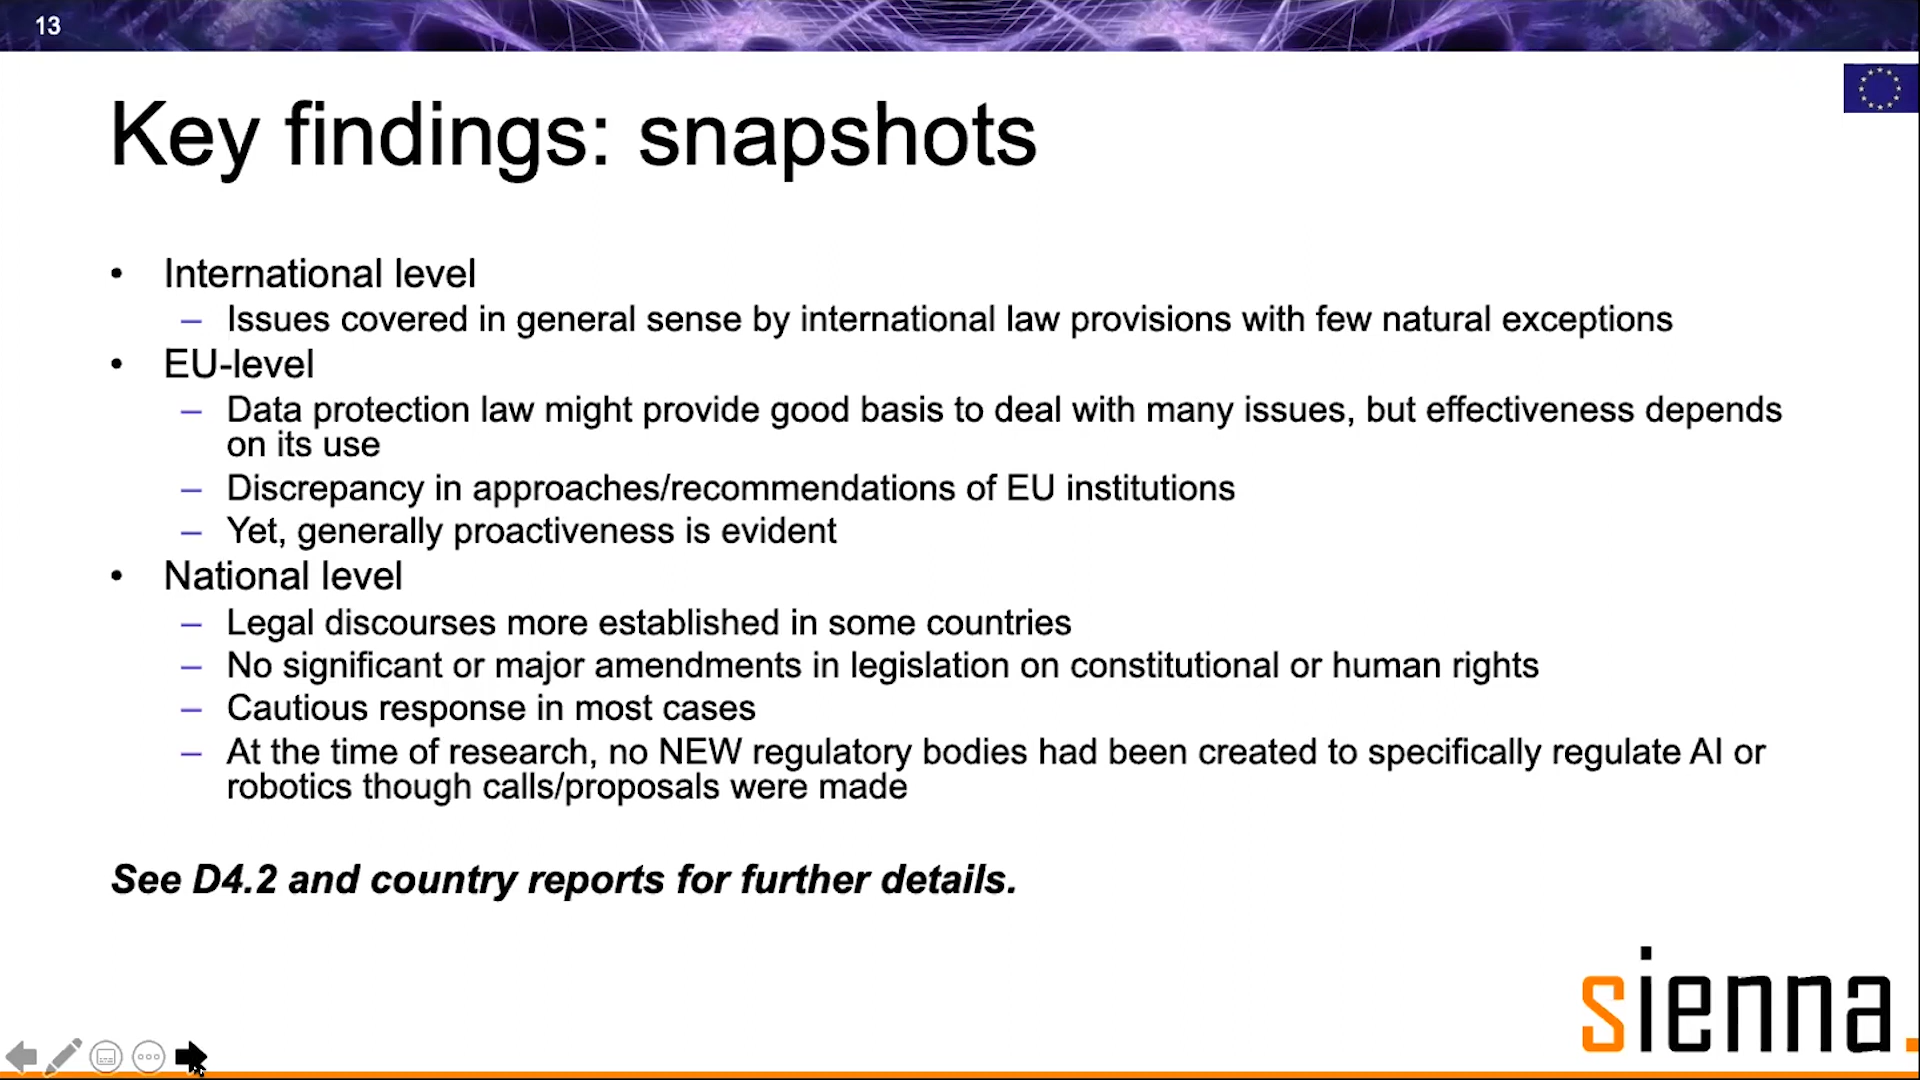 13
Key findings: snapshots
• International level
– Issues covered in general sense by international law provisions with few natural exceptions
• EU-level
– Data protection law might provide good basis to deal with many issues, but effectiveness depends
on its use
– Discrepancy in approaches/recommendations of EU institutions
– Yet, generally proactiveness is evident
• National level
– Legal discourses more established in some countries
– No significant or major amendments in legislation on constitutional or human rights
– Cautious response in most cases
– At the time of research, no NEW regulatory bodies had been created to specifically regulate AI or
robotics though calls/proposals were made
See D4.2 and country reports for further details.
sienna.